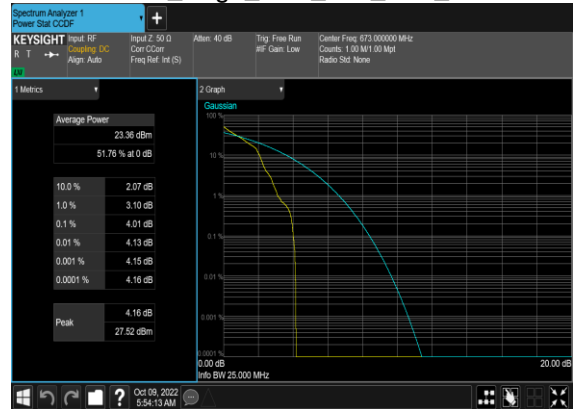 Spectrum Analyzer 1
Power Stat CCDF
+
KEYSIGHT
R T
LXI
Input: RF
Coupling: DC
Align: Auto
Input Z: 50 Ω
Corr CCorr
Freq Ref: Int (S)
Atten: 40 dB
Trig: Free Run
#IF Gain: Low
Center Freq: 673.000000 MHz
Counts: 1.00 M/1.00 Mpt
Radio Std: None
1 Metrics
Average Power
23.36 dBm
51.76 % at 0 dB
10.0 % 2.07 dB
1.0 % 3.10 dB
0.1 % 4.01 dB
0.01 % 4.13 dB
0.001 % 4.15 dB
0.0001 % 4.16 dB
Peak
4.16 dB
27.52 dBm
2 Graph
Gaussian
100 %
10 %
1 %
0.1 %
0.01 %
0.001 %
0.0001 %
0.00 dB 20.00 dB
Info BW 25.000 MHz
?
Oct 09, 2022
5:54:13 AM